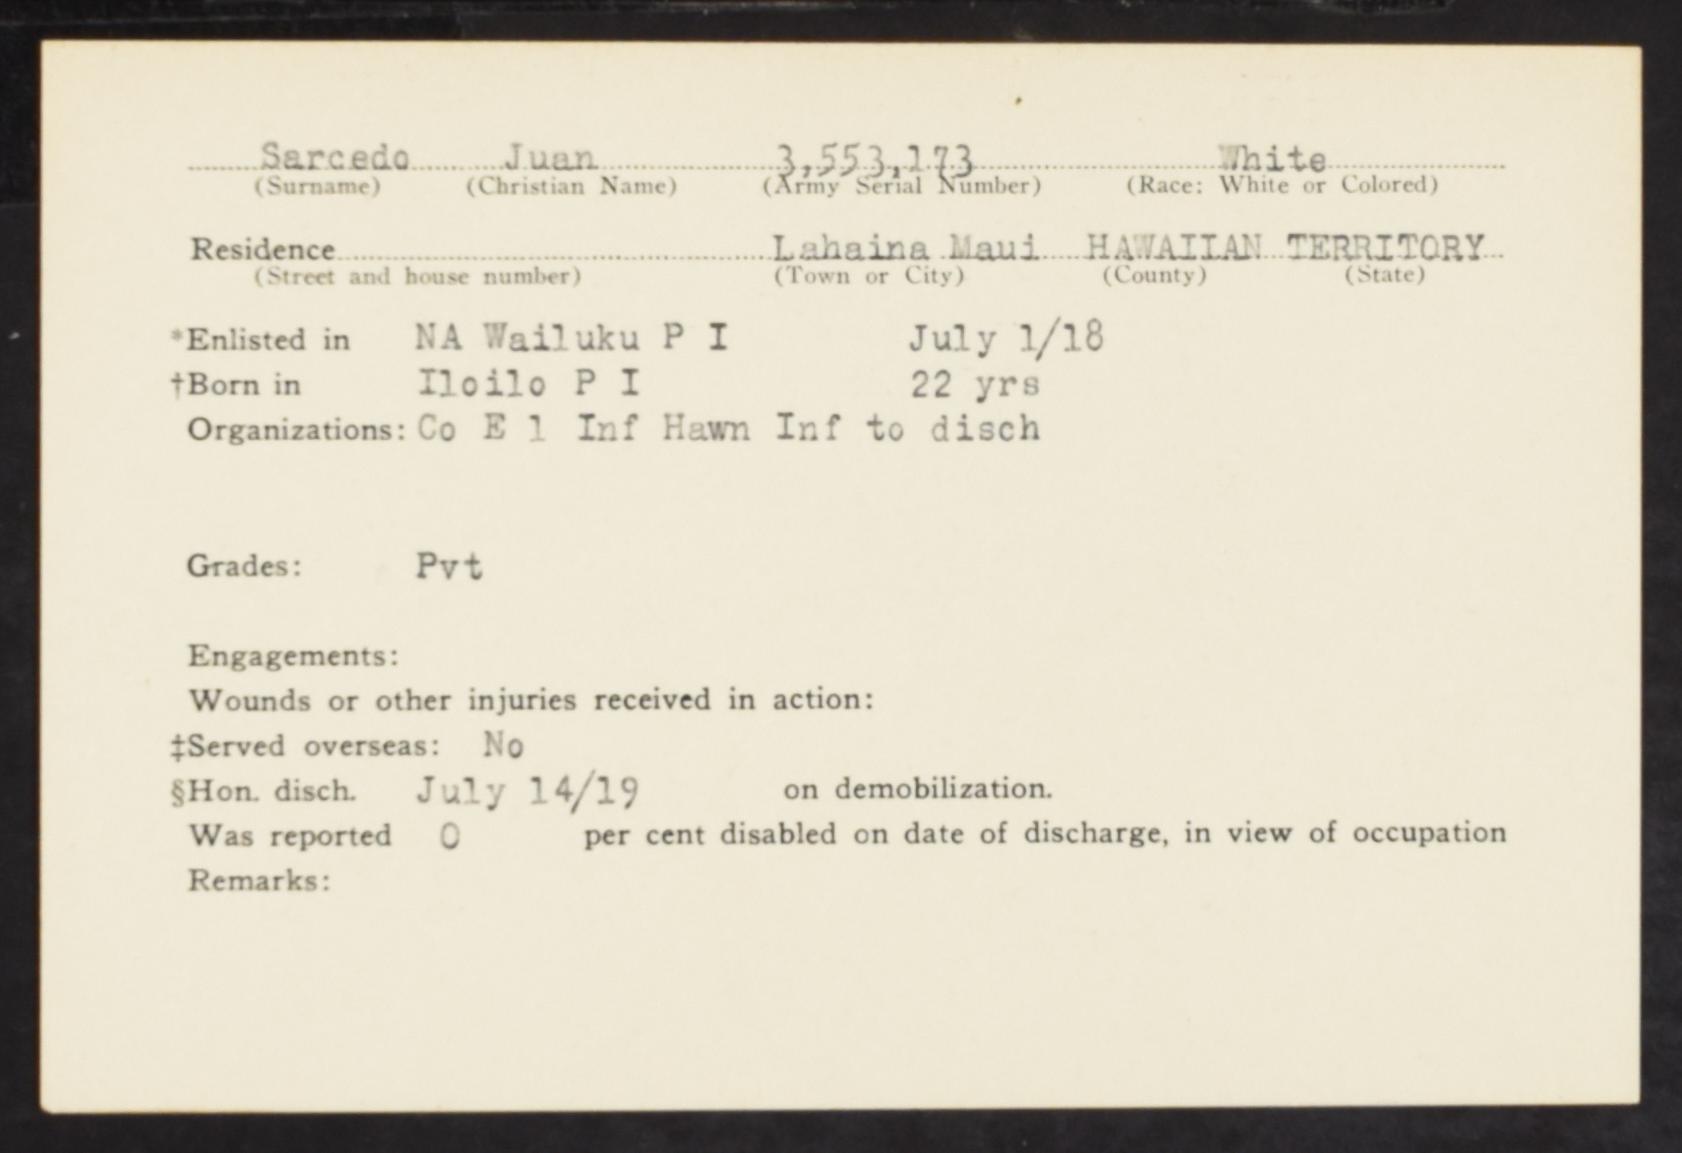 Sarcedo Juan 3,553,173 White
(Surname) (Christian Name) (Army Serial Number) (Race: White or Colored)
Residence Lahaina Maui HAWAIIAN TERRITORY
(Street and house number) (Town or City) (County) (State)
*Enlisted in NA Wailuku P I July 1/18
†Born in Iloilo P I 22 yrs
Organizations: Co E 1 Inf Hawn Inf to disch
Grades: Pvt
Engagements:
Wounds or other injuries received in action:
‡Served overseas: No
§Hon. disch. July 14/19 on demobilization.
Was reported 0 per cent disabled on date of discharge, in view of occupation
Remarks: